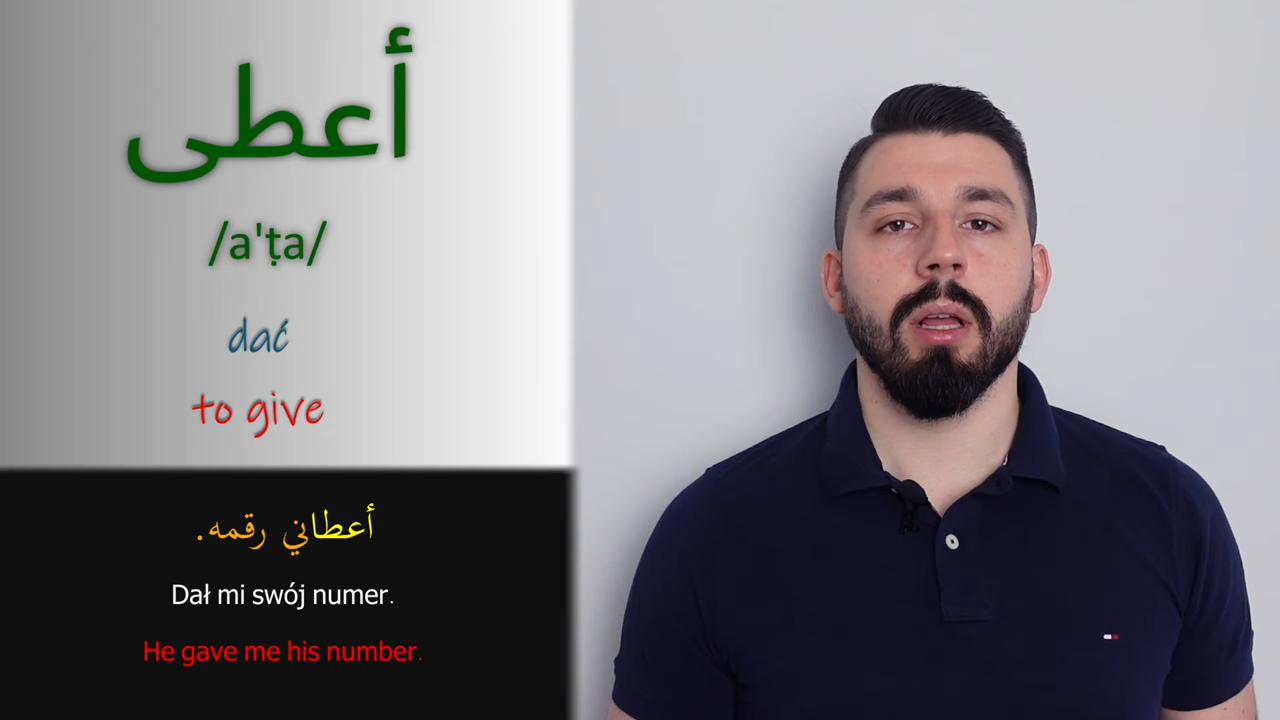 أعطى
/a'ṭa/
dać
to give
أعطاني رقمه.
Dał mi swój numer.
He gave me his number.